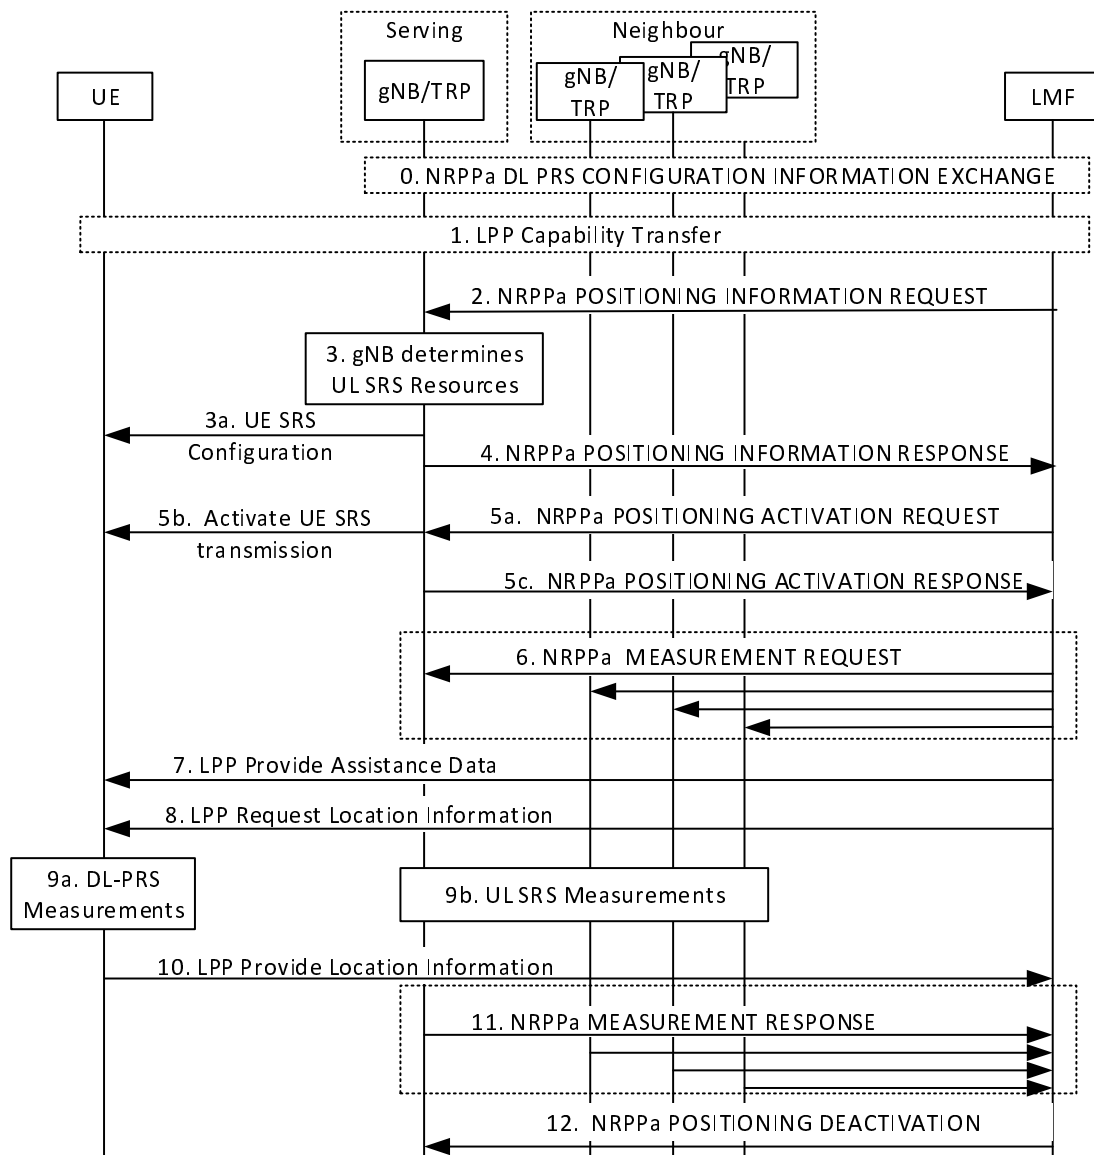 Serving
Neighbour
gNB/
TRP
gNB/
TRP
gNB/
TRP
gNB/TRP
UE
LMF
0. NRPPa DL PRS CONFIGURATION INFORMATION EXCHANGE
1. LPP Capability Transfer
2. NRPPa POSITIONING INFORMATION REQUEST
3. gNB determines
UL SRS Resources
3a. UE SRS
Configuration
4. NRPPa POSITIONING INFORMATION RESPONSE
5b. Activate UE SRS
transmission
5a. NRPPa POSITIONING ACTIVATION REQUEST
5c. NRPPa POSITIONING ACTIVATION RESPONSE
6. NRPPa MEASUREMENT REQUEST
7. LPP Provide Assistance Data
8. LPP Request Location Information
9a. DL-PRS
Measurements
9b. UL SRS Measurements
10. LPP Provide Location Information
11. NRPPa MEASUREMENT RESPONSE
12. NRPPa POSITIONING DEACTIVATION